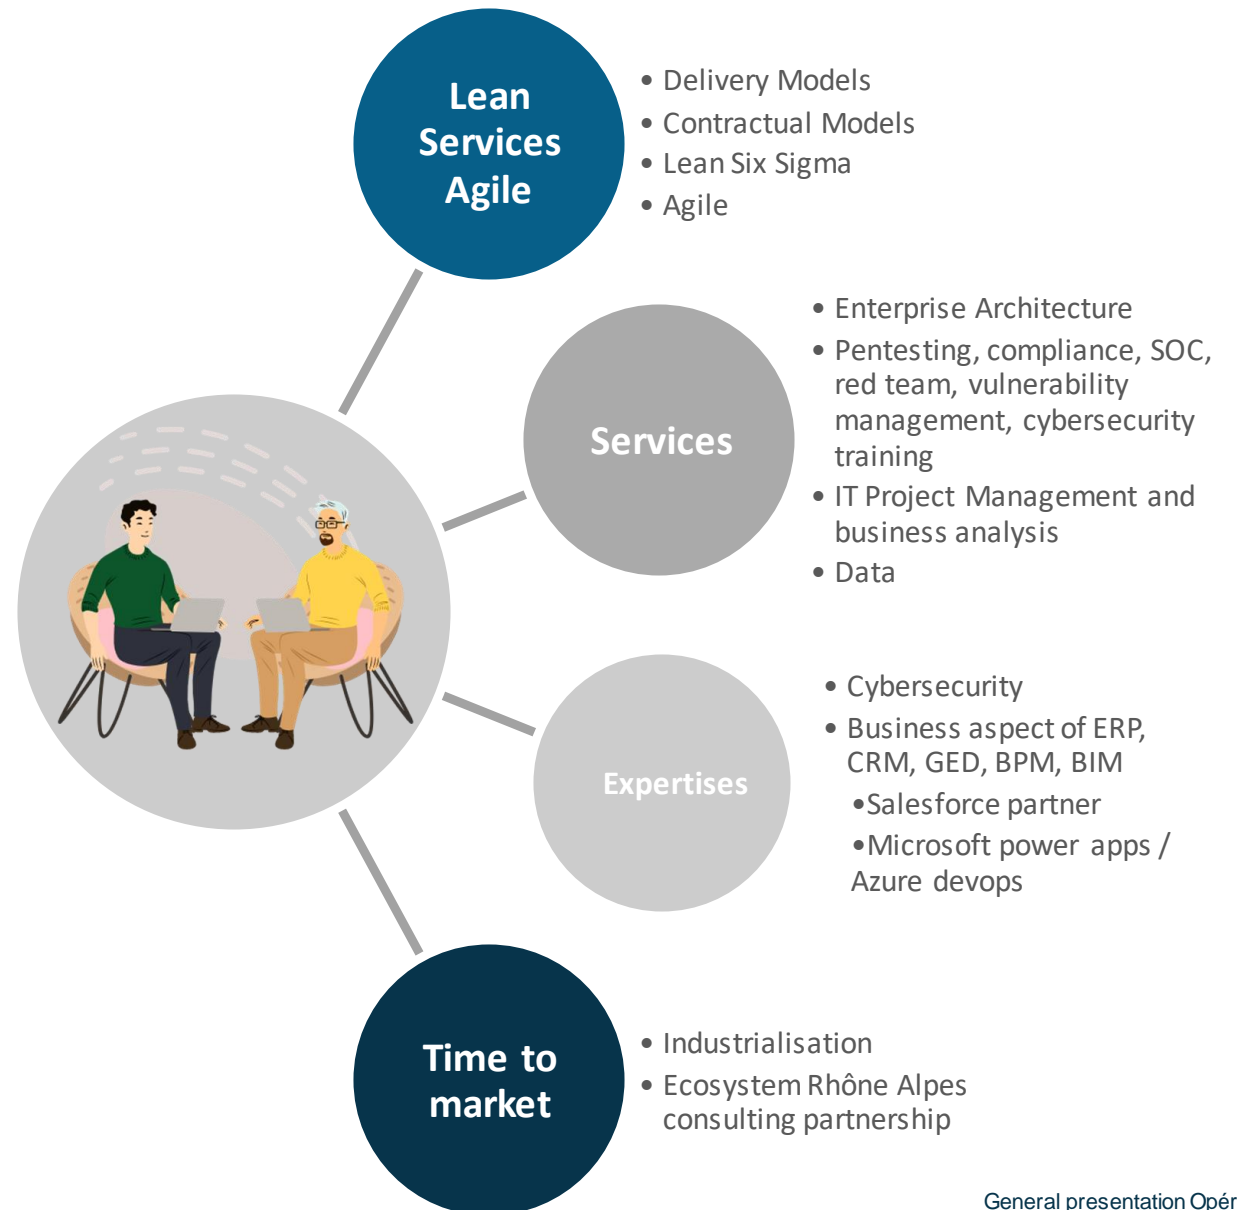 Lean
Services
Agile
• Delivery Models
• Contractual Models
• Lean Six Sigma
• Agile
Services
• Enterprise Architecture
• Pentesting, compliance, SOC,
red team, vulnerability
management, cybersecurity
training
• IT Project Management and
business analysis
• Data
Expertises
• Cybersecurity
• Business aspect of ERP,
CRM, GED, BPM, BIM
•Salesforce partner
•Microsoft power apps /
Azure devops
Time to
market
• Industrialisation
• Ecosystem Rhône Alpes
consulting partnership
General presentation Opér